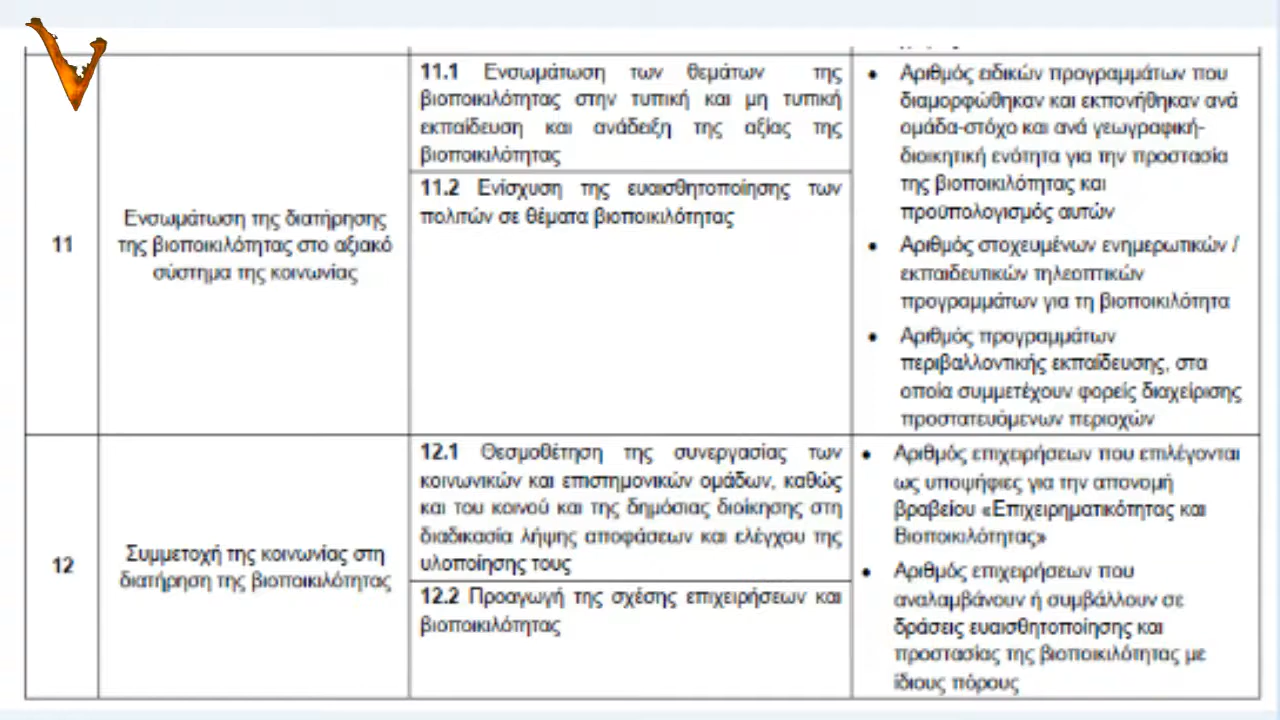 11
Ενσωμάτωση της διατήρησης
της βιοποικιλότητας στο αξιακό
σύστημα της κοινωνίας
11.1 Ενσωμάτωση των θεμάτων της
βιοποικιλότητας στην τυπική και μη τυπική
εκπαίδευση και ανάδειξη της αξίας της
βιοποικιλότητας
11.2 Ενίσχυση της ευαισθητοποίησης των
πολιτών σε θέματα βιοποικιλότητας
• Αριθμός ειδικών προγραμμάτων που
διαμορφώθηκαν και εκπονήθηκαν ανά
ομάδα-στόχο και ανά γεωγραφική-
διοικητική ενότητα για την προστασία
της βιοποικιλότητας και
προϋπολογισμός αυτών
• Αριθμός στοχευμένων ενημερωτικών /
εκπαιδευτικών τηλεοπτικών
προγραμμάτων για τη βιοποικιλότητα
• Αριθμός προγραμμάτων
περιβαλλοντικής εκπαίδευσης, στα
οποία συμμετέχουν φορείς διαχείρισης
προστατευόμενων περιοχών
12
Συμμετοχή της κοινωνίας στη
διατήρηση της βιοποικιλότητας
12.1 Θεσμοθέτηση της συνεργασίας των
κοινωνικών και επιστημονικών ομάδων, καθώς
και του κοινού και της δημόσιας διοίκησης στη
διαδικασία λήψης αποφάσεων και ελέγχου της
υλοποίησης τους
12.2 Προαγωγή της σχέσης επιχειρήσεων και
βιοποικιλότητας
• Αριθμός επιχειρήσεων που επιλέγονται
ως υποψήφιες για την απονομή
βραβείου «Επιχειρηματικότητας και
Βιοποικιλότητας»
• Αριθμός επιχειρήσεων που
αναλαμβάνουν ή συμβάλλουν σε
δράσεις ευαισθητοποίησης και
προστασίας της βιοποικιλότητας με
ίδιους πόρους